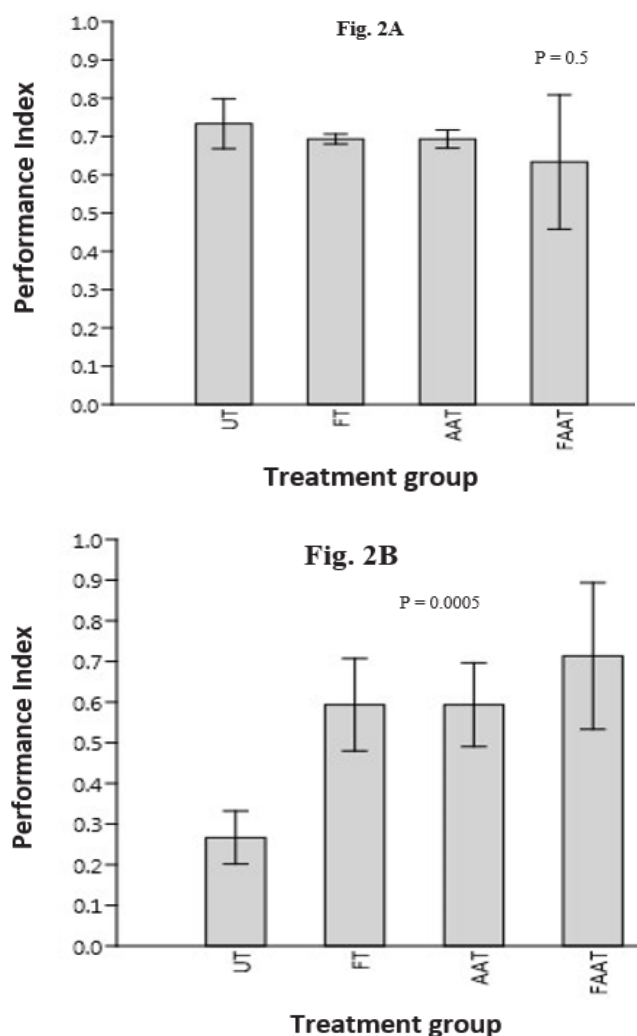 Fig. 2A
P = 0.5
1.0
0.9
0.8
0.7
0.6
0.5
0.4
0.3
0.2
0.1
0.0
Performance Index
UT
FT
AAT
FAAT
Treatment group
Fig. 2B
P = 0.0005
1.0
0.9
0.8
0.7
0.6
0.5
0.4
0.3
0.2
0.1
0.0
Performance Index
UT
FT
AAT
FAAT
Treatment group